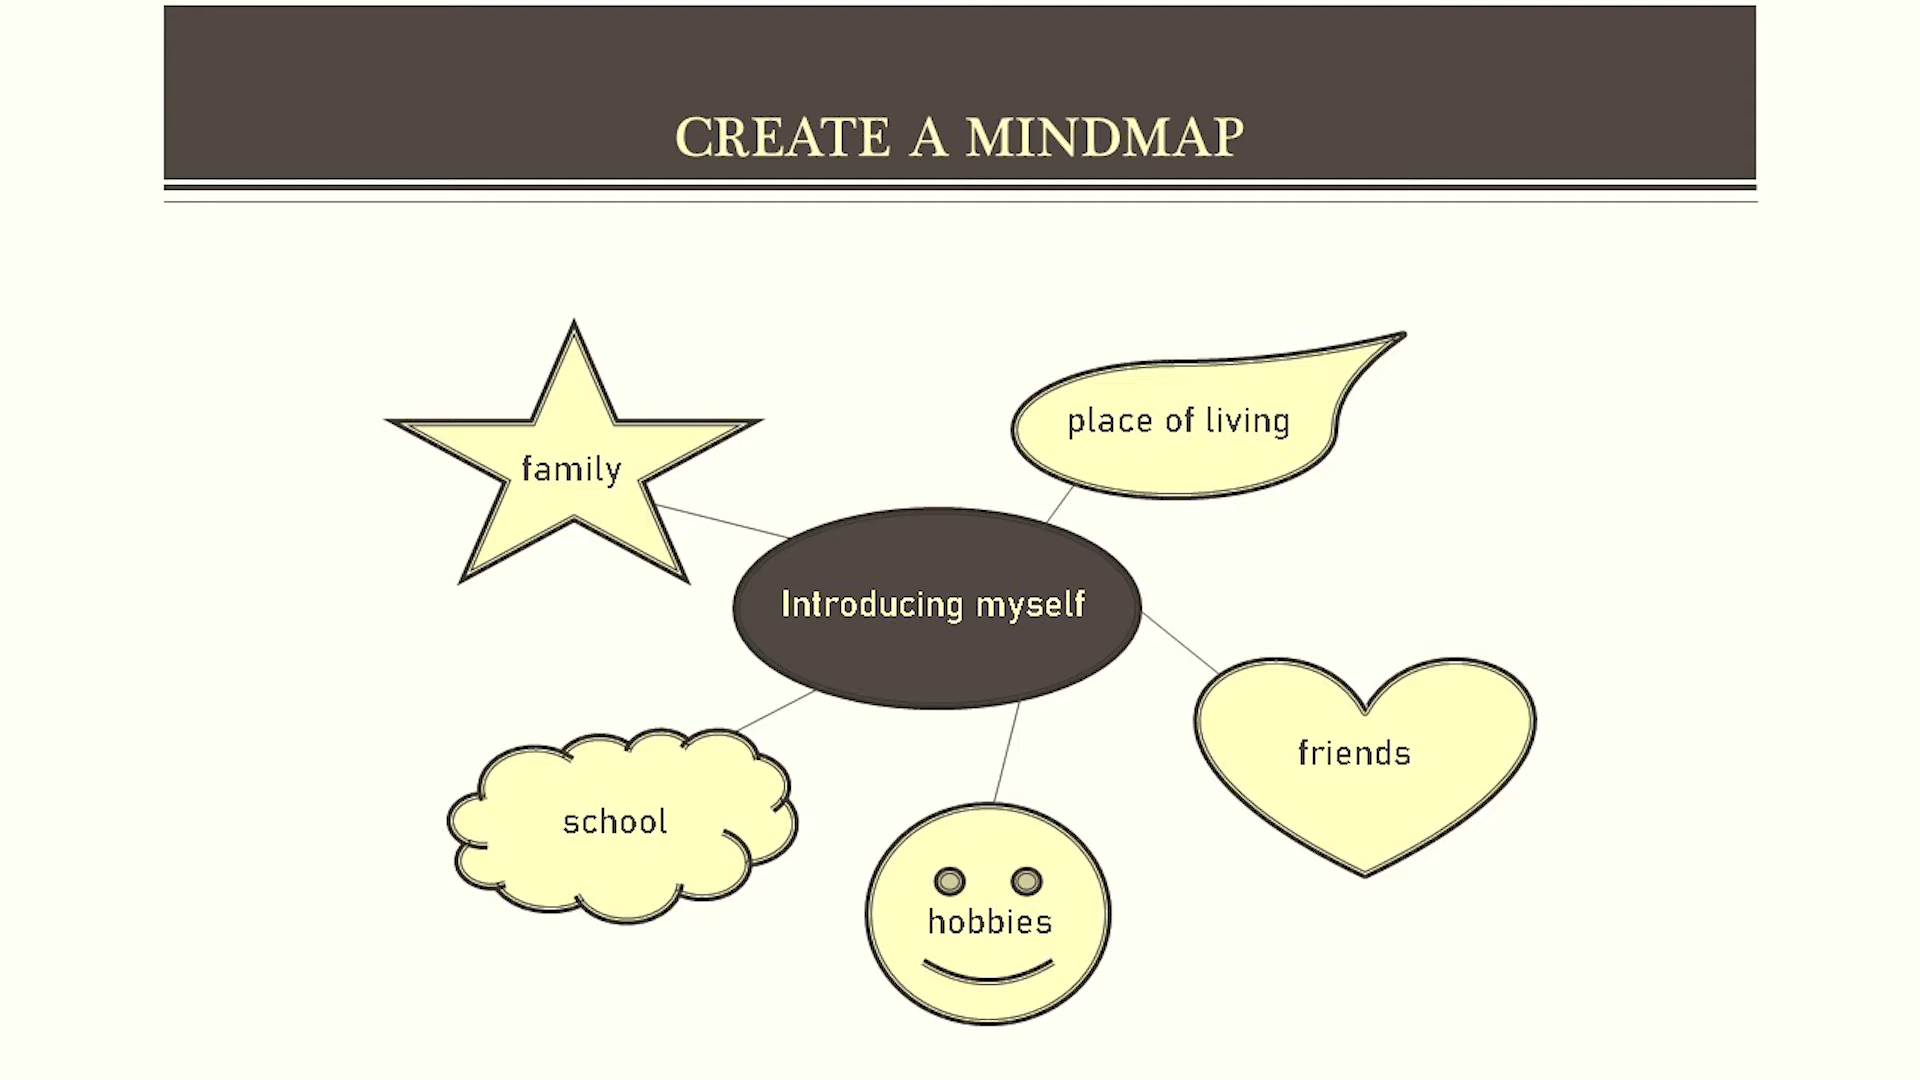 CREATE A MINDMAP
family
place of living
Introducing myself
friends
school
hobbies